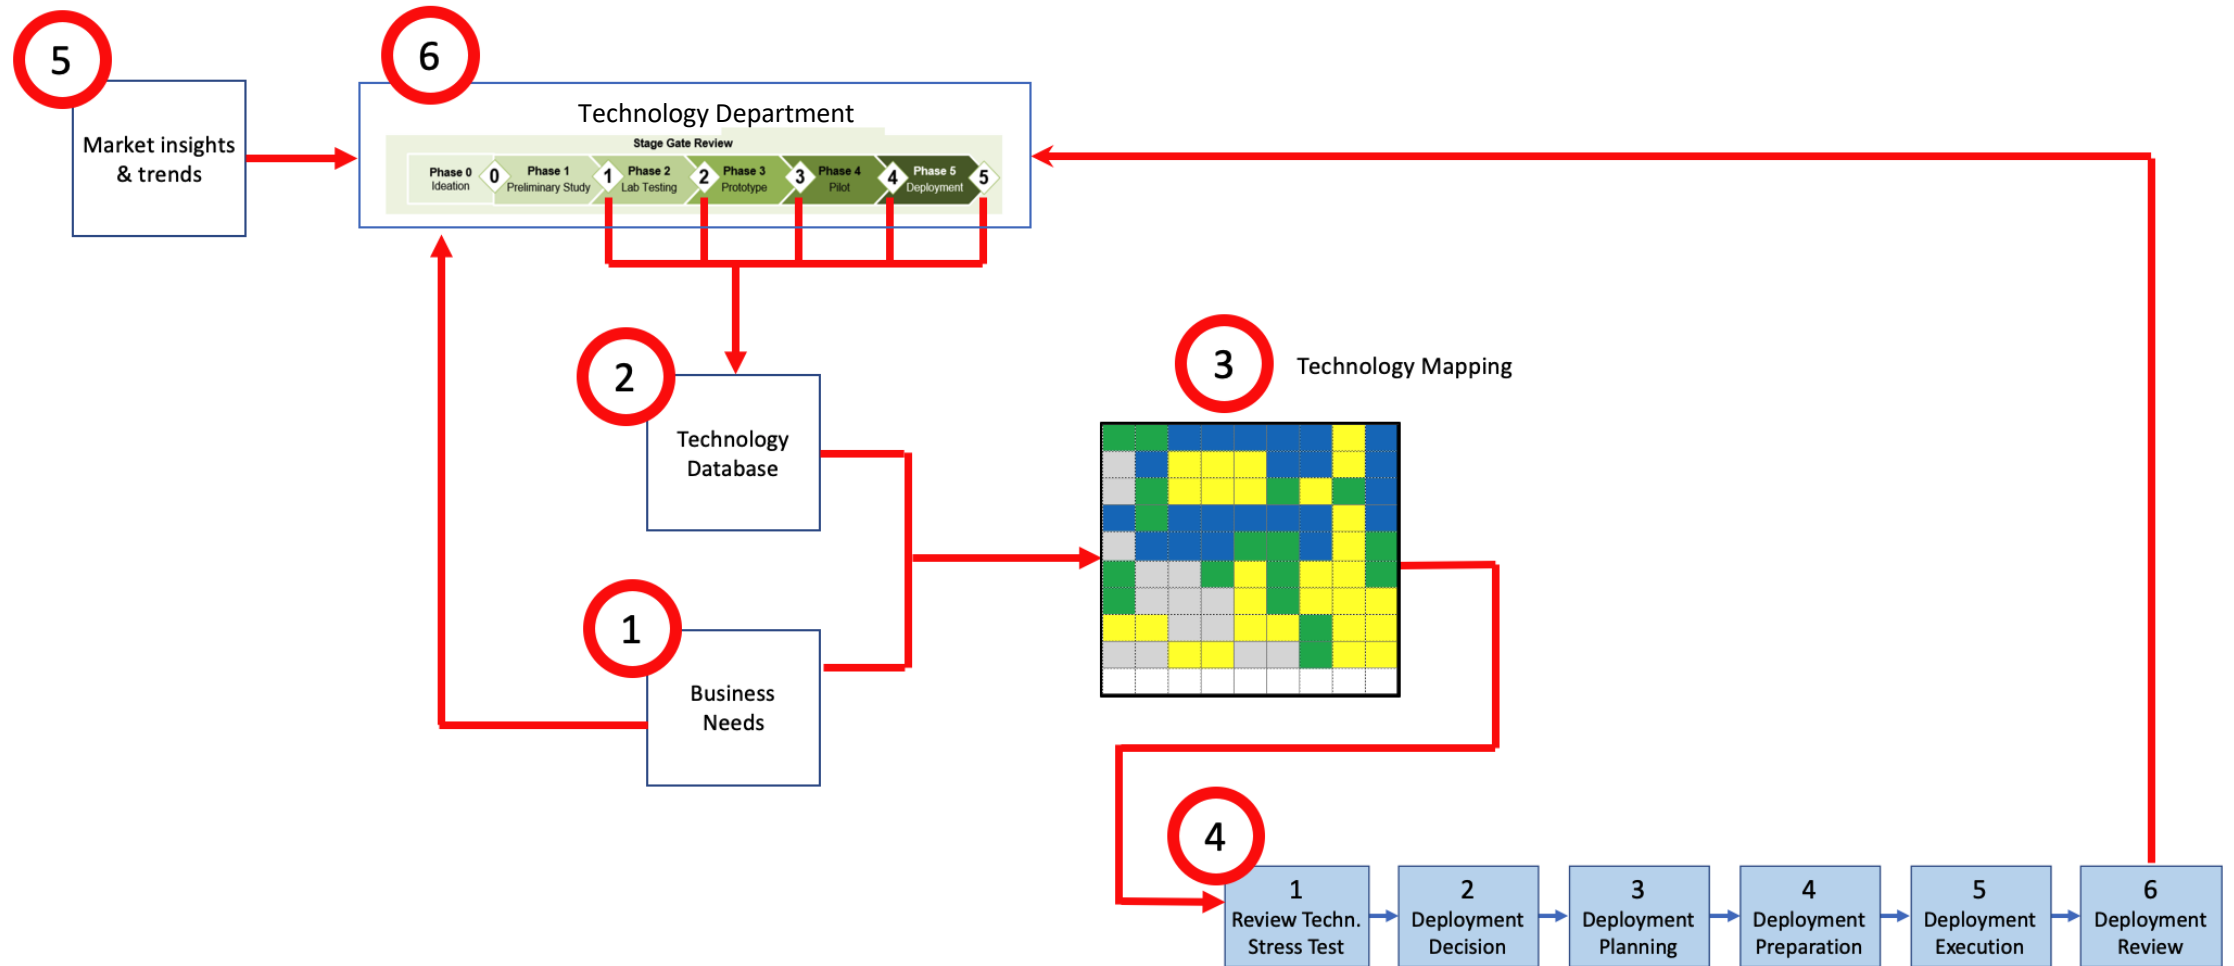 5
Market insights
& trends
6
Technology Department
Stage Gate Review
Phase 0
Ideation
0
Phase 1
Preliminary Study
1
Phase 2
Lab Testing
2
Phase 3
Prototype
3
Phase 4
Pilot
4
Phase 5
Deployment
5
2
Technology
Database
3
Technology Mapping
1
Business
Needs
4
1
Review Techn.
Stress Test
2
Deployment
Decision
3
Deployment
Planning
4
Deployment
Preparation
5
Deployment
Execution
6
Deployment
Review